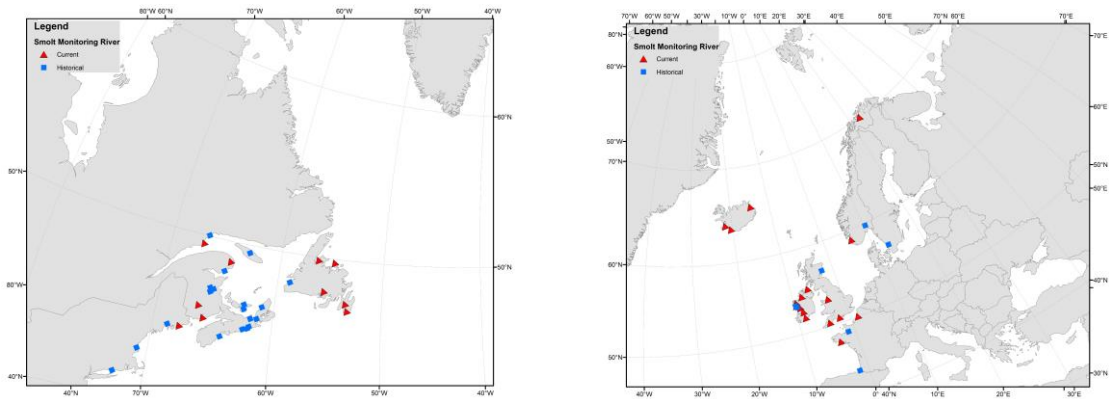 80°W 70°W 70°W 60°W 50°W 40°W
Legend
Smolt Monitoring River
Current
Historical
60°N
50°N
50°N
60°W
40°N
70°W 60°W 50°W 40°W
70°W 60°W 50°W 40°W 30°W 20°W 10°W 0° 10°E 20°E 30°E 40°E 50°E 70°E 60°E 70°E
Legend
Smolt Monitoring River
Current
Historical
80°N
60°W
50°W
70°N
60°N
50°N
70°E
60°N
50°N
40°N
30°N
40°W 30°W 20°W 10°W 0° 40°E 10°E 20°E 30°E